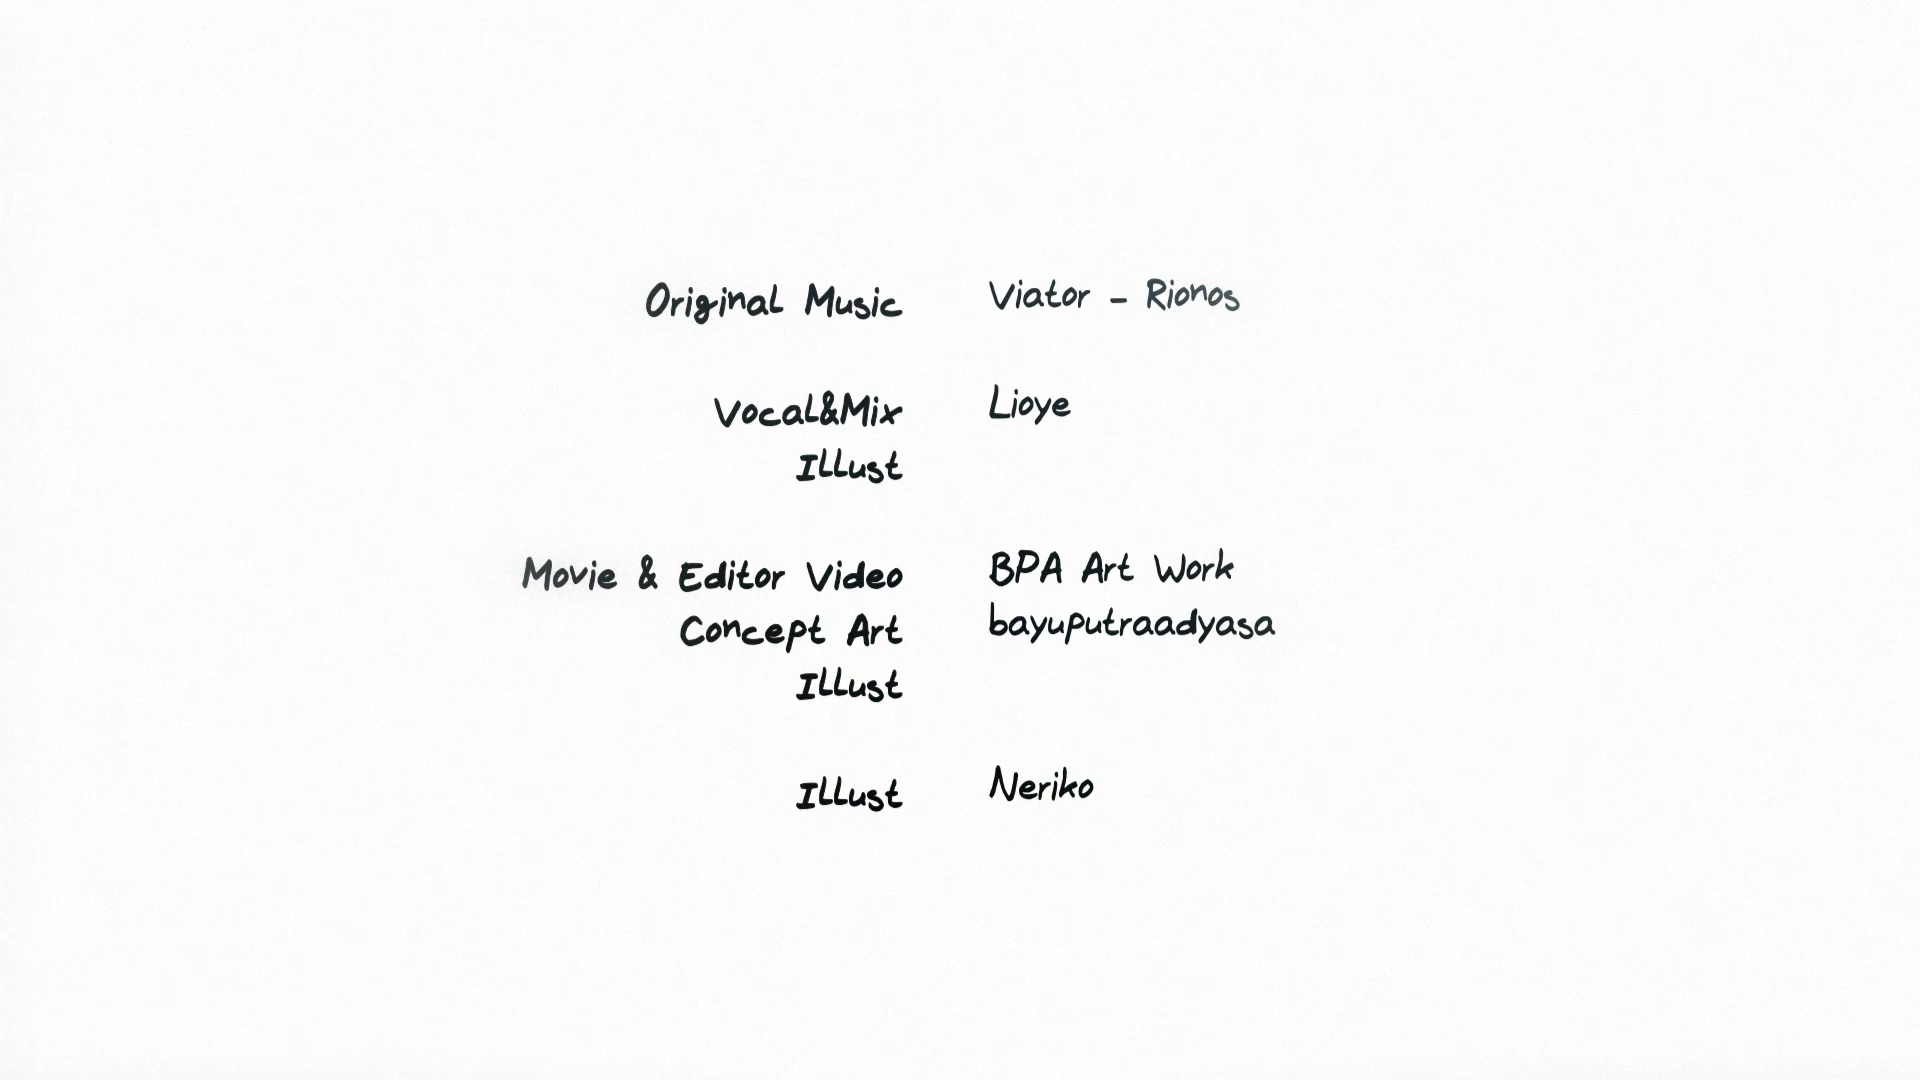 Original Music Viator - Rionos
Vocal&Mix Lioye
Illust
Movie & Editor Video BPA Art Work
Concept Art bayuputraadyasa
Illust
Illust Neriko